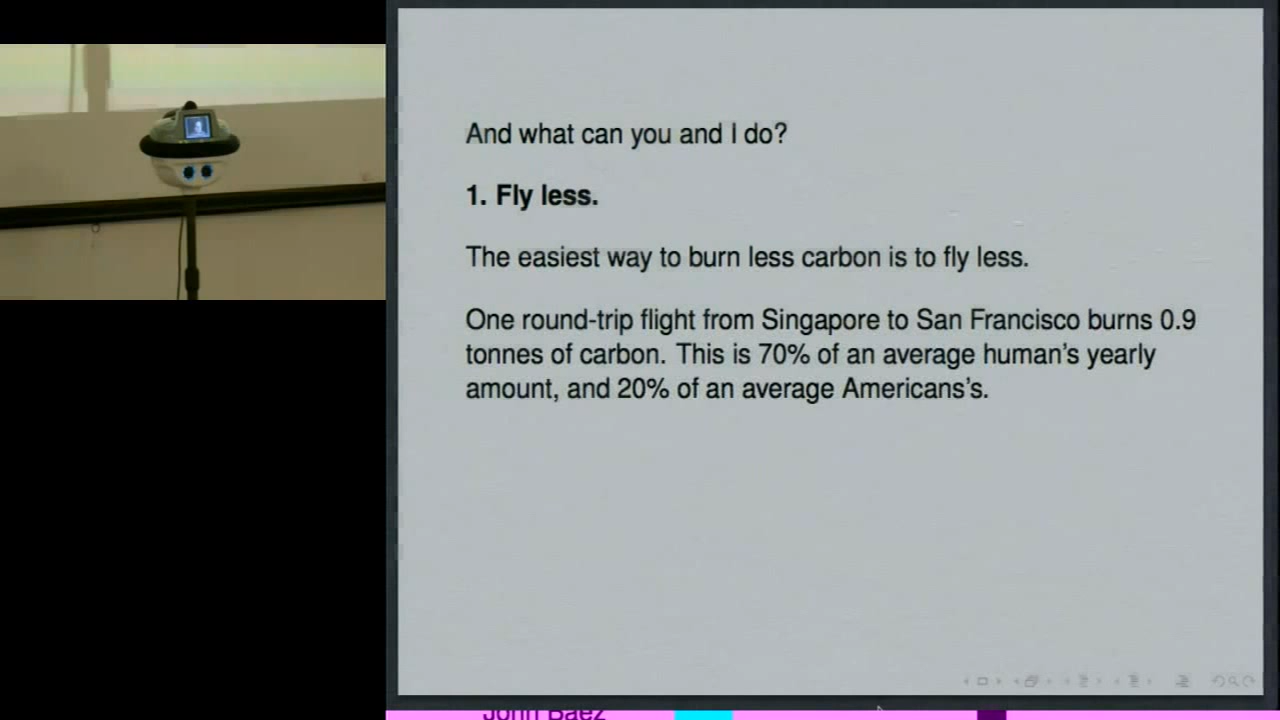 And what can you and I do?
1. Fly less.
The easiest way to burn less carbon is to fly less.
One round-trip flight from Singapore to San Francisco burns 0.9
tonnes of carbon. This is 70% of an average human's yearly
amount, and 20% of an average Americans's.
John Baez